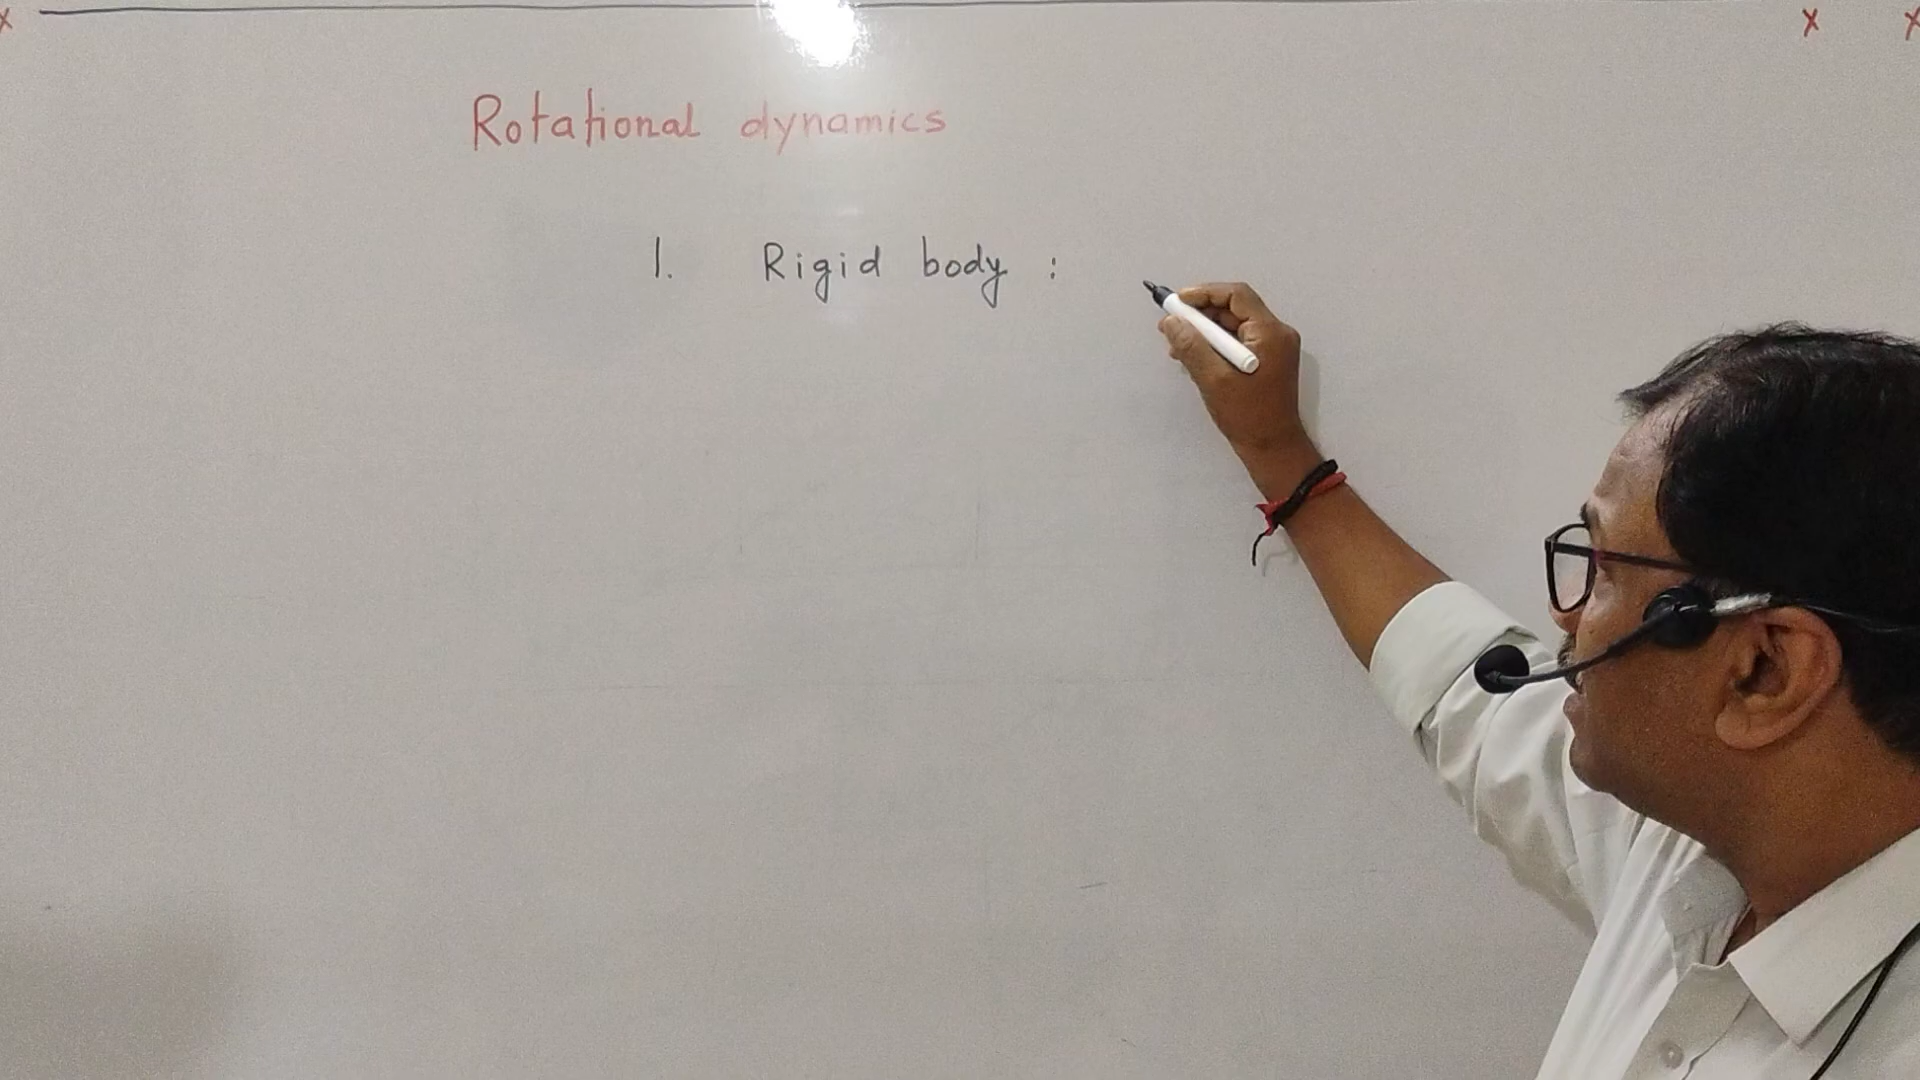 x x x
Rotational dynamics
1. Rigid body :